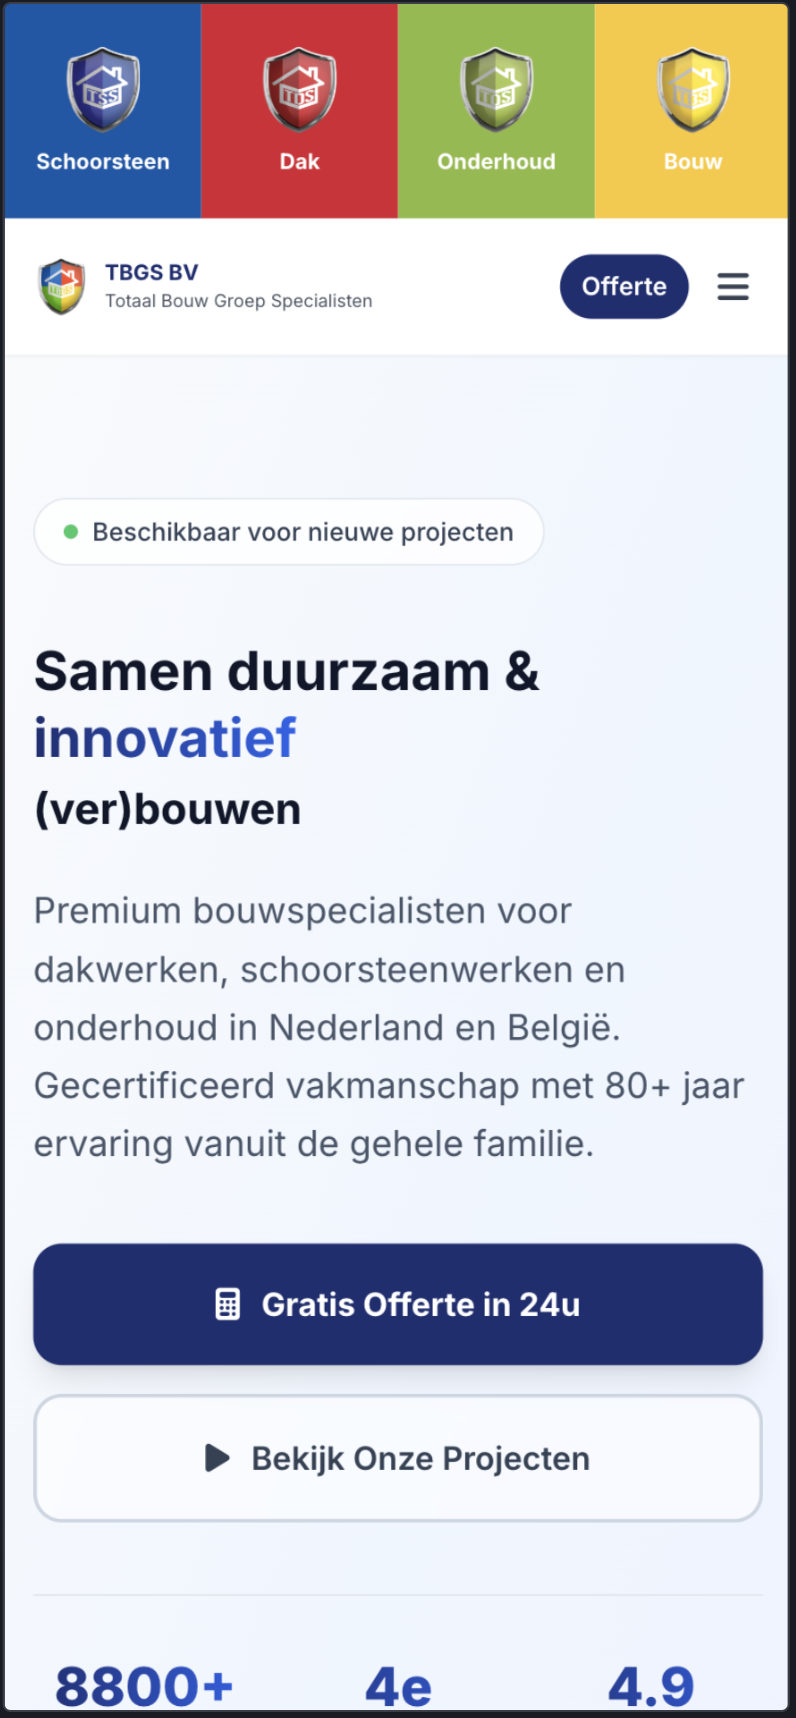 TSS
TDS
TOS
TBS
Schoorsteen
Dak
Onderhoud
Bouw
TBGS BV
Totaal Bouw Groep Specialisten
Offerte
Beschikbaar voor nieuwe projecten
Samen duurzaam &
innovatief
(ver)bouwen
Premium bouwspecialisten voor
dakwerken, schoorsteenwerken en
onderhoud in Nederland en België.
Gecertificeerd vakmanschap met 80+ jaar
ervaring vanuit de gehele familie.
Gratis Offerte in 24u
Bekijk Onze Projecten
8800+ 4e 4.9